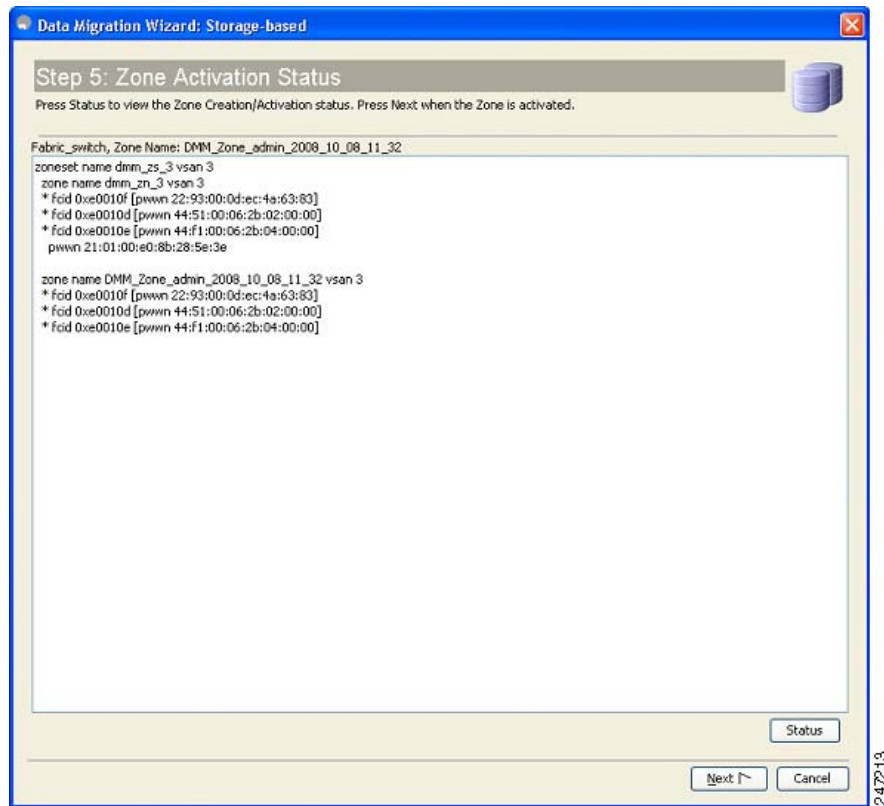 Data Migration Wizard: Storage-based
Step 5: Zone Activation Status
Press Status to view the Zone Creation/Activation status. Press Next when the Zone is activated.
Fabric_switch, Zone Name: DMM_Zone_admin_2008_10_08_11_32
zoneset name dmm_zs_3 vsan 3
zone name dmm_zn_3 vsan 3
* fcid 0xe0010f [pwwn 22:93:00:0d:ec:4a:63:83]
* fcid 0xe0010d [pwwn 44:51:00:06:2b:02:00:00]
* fcid 0xe0010e [pwwn 44:f1:00:06:2b:04:00:00]
pwwn 21:01:00:e0:8b:28:5e:3e
zone name DMM_Zone_admin_2008_10_08_11_32 vsan 3
* fcid 0xe0010f [pwwn 22:93:00:0d:ec:4a:63:83]
* fcid 0xe0010d [pwwn 44:51:00:06:2b:02:00:00]
* fcid 0xe0010e [pwwn 44:f1:00:06:2b:04:00:00]
Status
Next
Cancel
247213